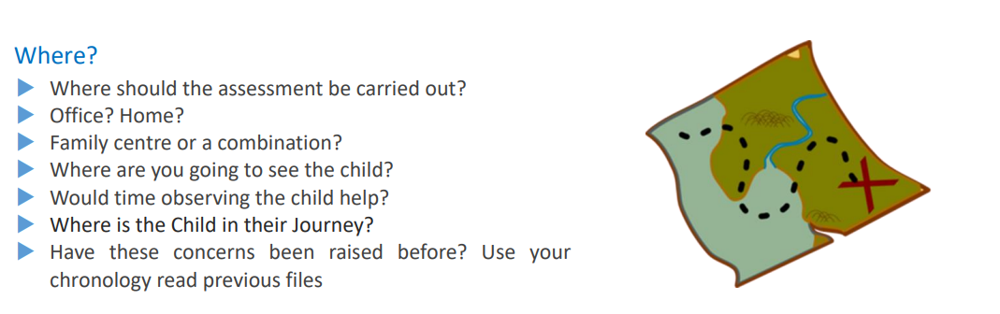 Where?
Where should the assessment be carried out?
Office? Home?
Family centre or a combination?
Where are you going to see the child?
Would time observing the child help?
Where is the Child in their Journey?
Have these concerns been raised before? Use your
chronology read previous files